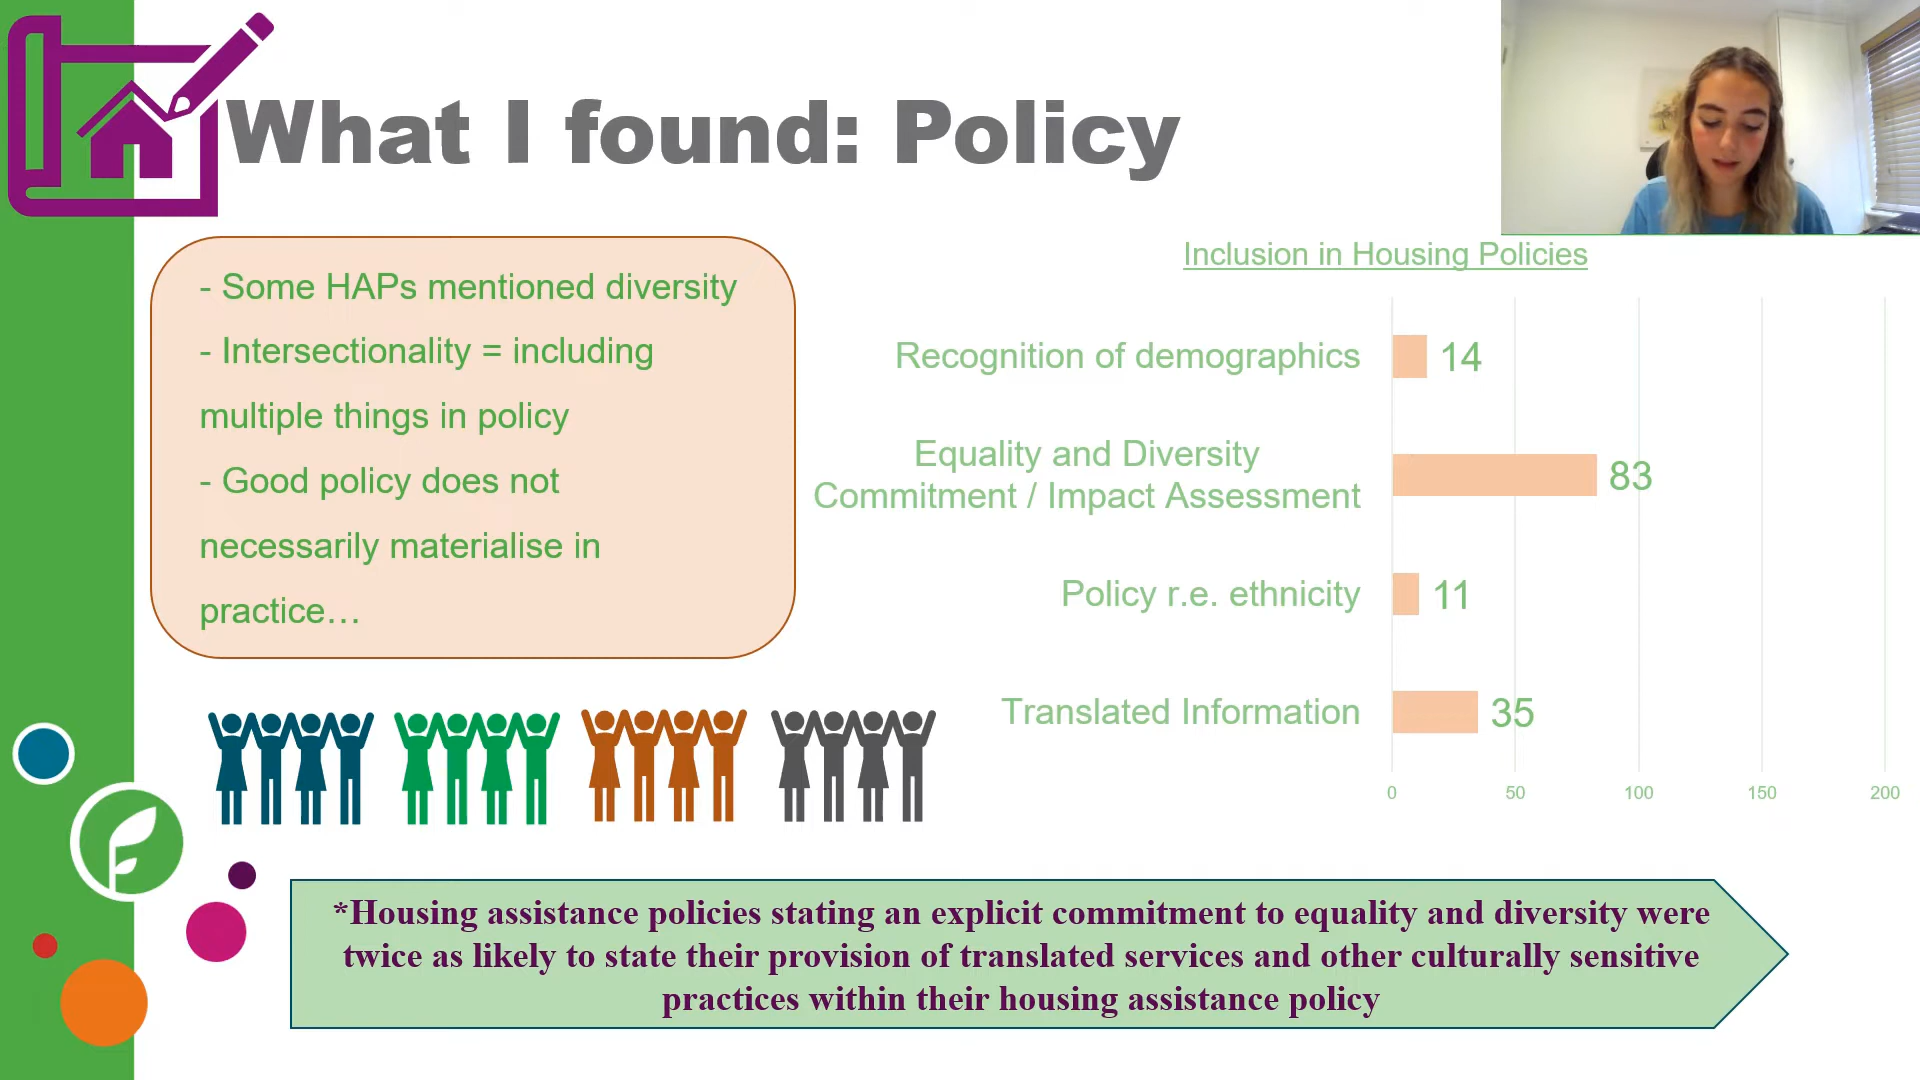 What I found: Policy
- Some HAPs mentioned diversity
- Intersectionality = including
multiple things in policy
- Good policy does not
necessarily materialise in
practice…
Inclusion in Housing Policies
Recognition of demographics
14
Equality and Diversity
Commitment / Impact Assessment
83
Policy r.e. ethnicity
11
Translated Information
35
0 50 100 150 200
*Housing assistance policies stating an explicit commitment to equality and diversity were
twice as likely to state their provision of translated services and other culturally sensitive
practices within their housing assistance policy